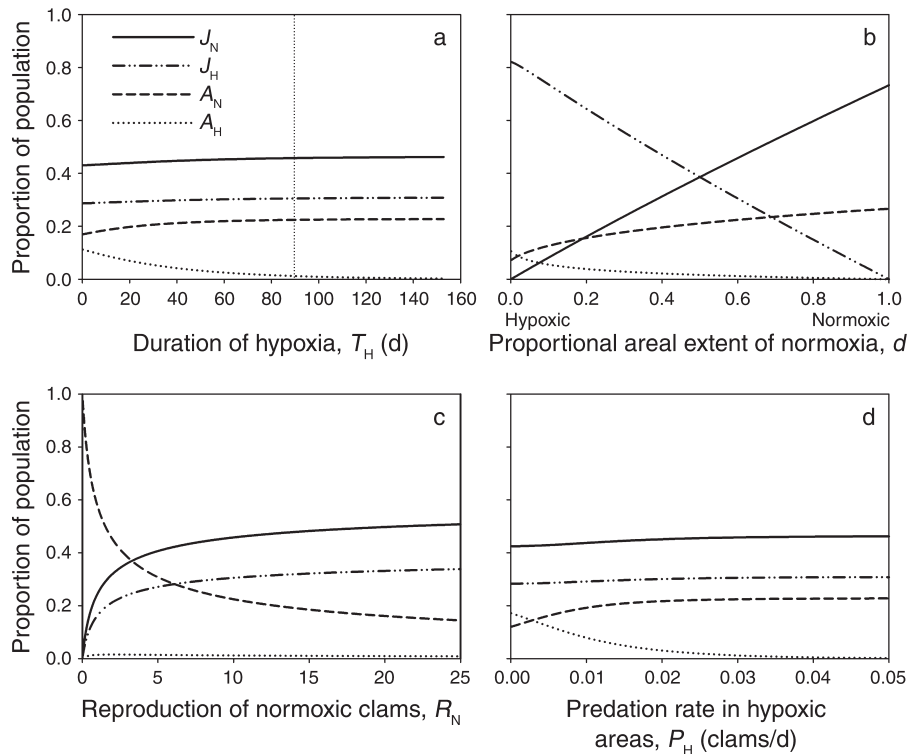 Proportion of population
1.0
0.8
0.6
0.4
0.2
0.0
a
J_N
J_H
A_N
A_H
0 20 40 60 80 100 120 140 160
Duration of hypoxia, T_H (d)
b
0.0 0.2 0.4 0.6 0.8 1.0
Hypoxic Normoxic
Proportional areal extent of normoxia, d
Proportion of population
1.0
0.8
0.6
0.4
0.2
0.0
c
0 5 10 15 20 25
Reproduction of normoxic clams, R_N
d
0.00 0.01 0.02 0.03 0.04 0.05
Predation rate in hypoxic
areas, P_H (clams/d)